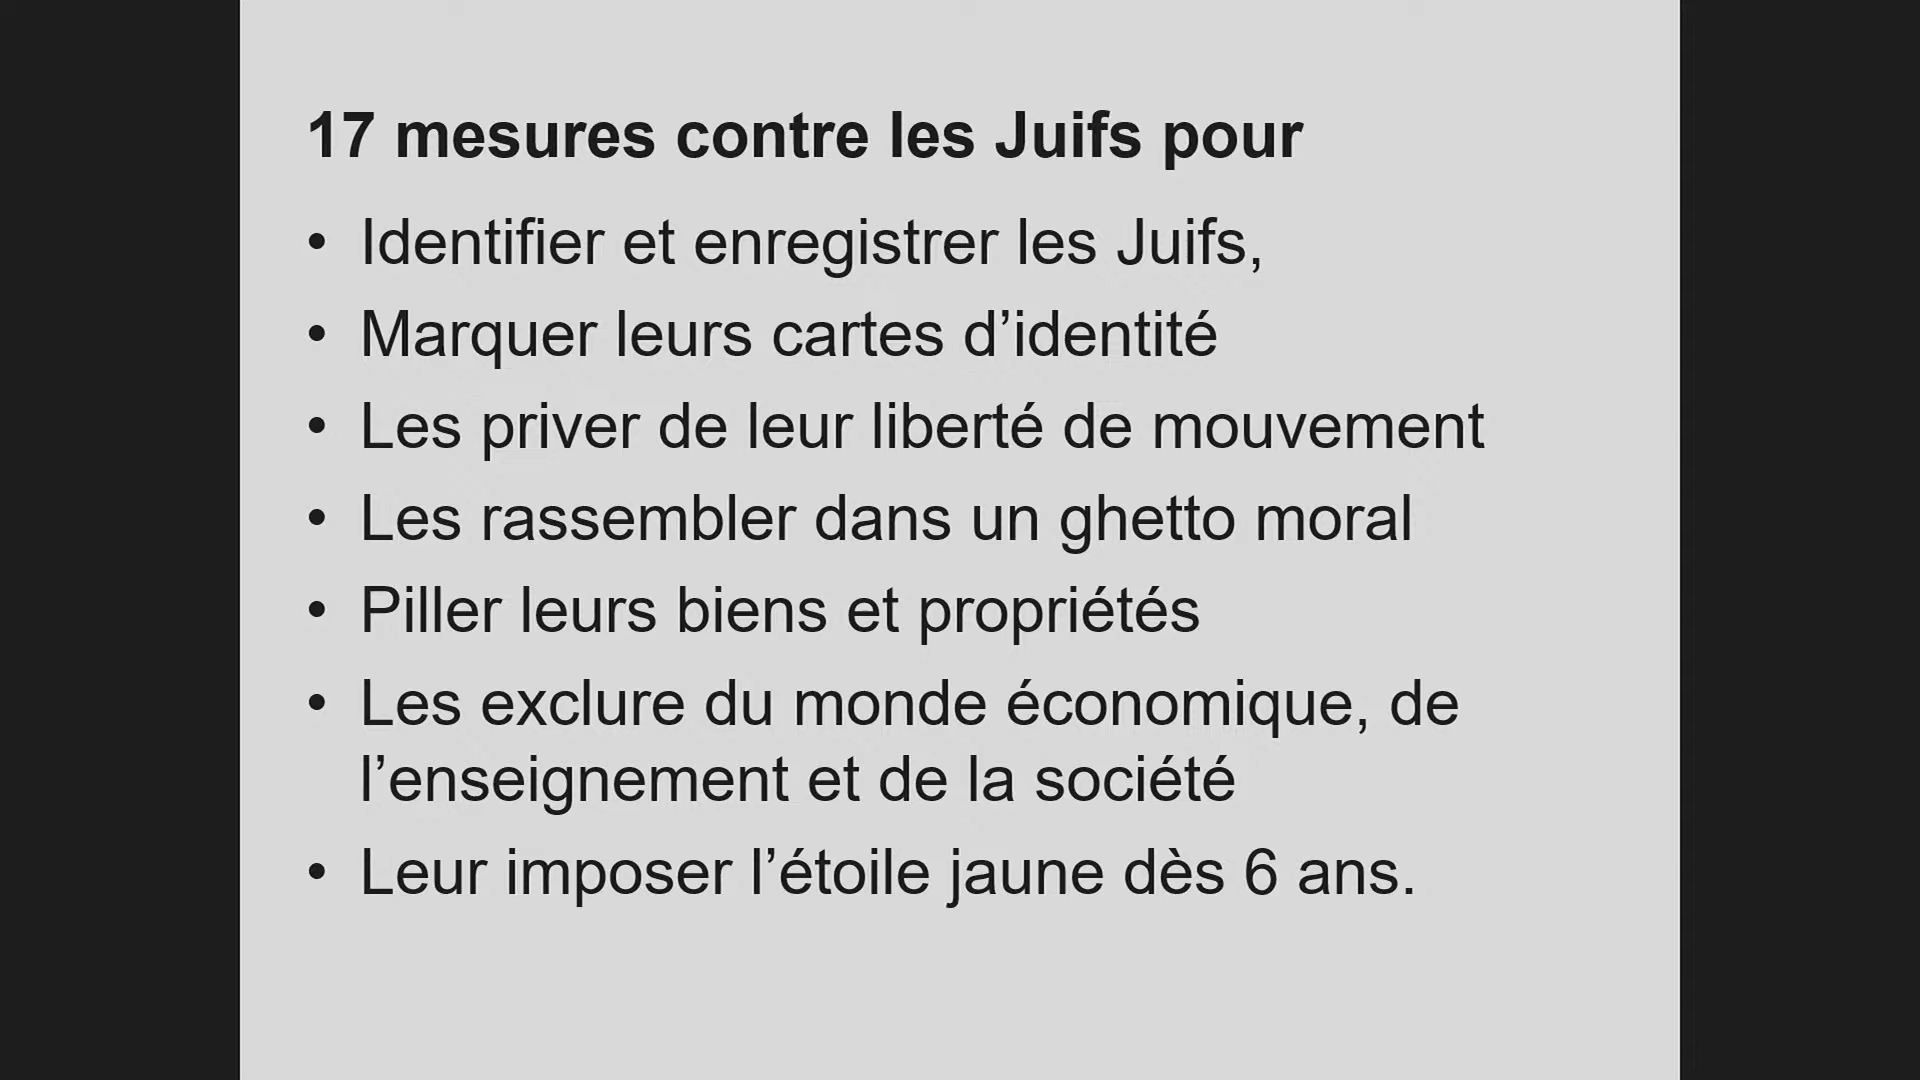 17 mesures contre les Juifs pour
• Identifier et enregistrer les Juifs,
• Marquer leurs cartes d’identité
• Les priver de leur liberté de mouvement
• Les rassembler dans un ghetto moral
• Piller leurs biens et propriétés
• Les exclure du monde économique, de
l’enseignement et de la société
• Leur imposer l’étoile jaune dès 6 ans.